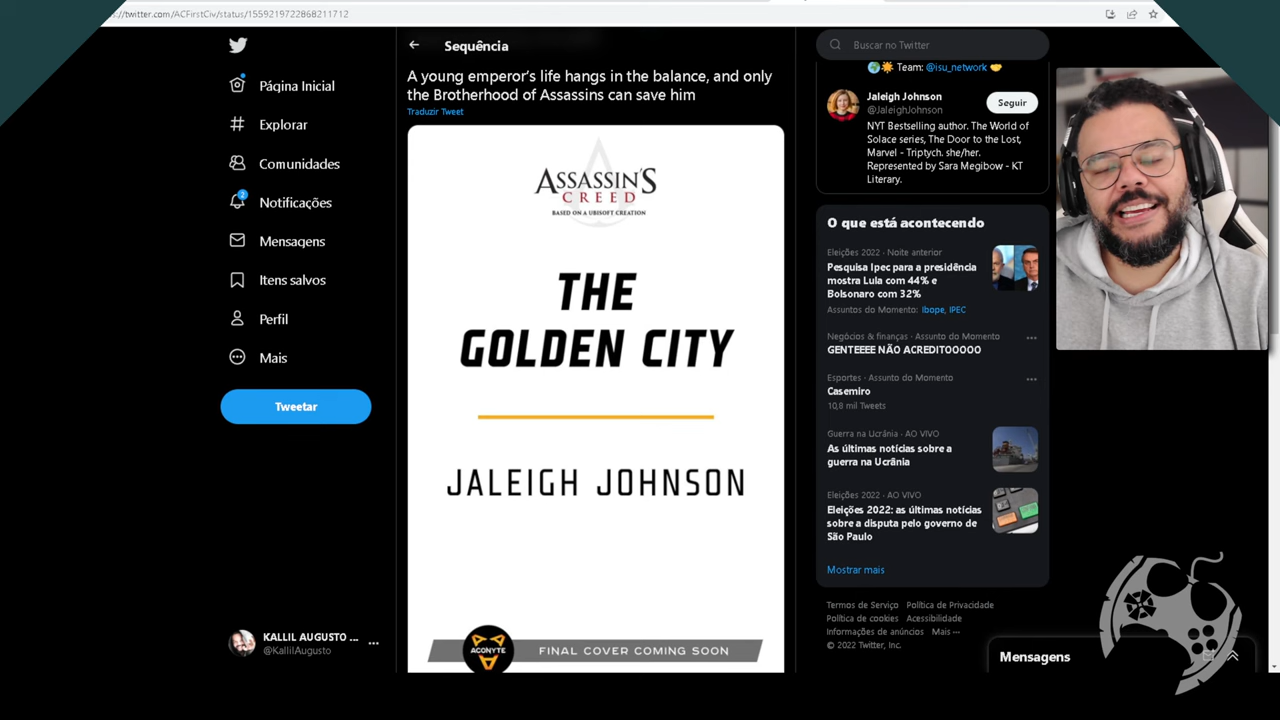 s://twitter.com/ACFirstCiv/status/1559219722868211712
Página Inicial
Explorar
Comunidades
2
Notificações
Mensagens
Itens salvos
Perfil
Mais
Tweetar
KALLIL AUGUSTO ...
@KallilAugusto
Sequência
A young emperor's life hangs in the balance, and only
the Brotherhood of Assassins can save him
Traduzir Tweet
ASSASSIN'S
CREED
BASED ON A UBISOFT CREATION
THE
GOLDEN CITY
JALEIGH JOHNSON
ACONYTE
FINAL COVER COMING SOON
Buscar no Twitter
Team: @isu_network
Jaleigh Johnson
@JaleighJohnson
Seguir
NYT Bestselling author. The World of
Solace series, The Door to the Lost,
Marvel - Triptych. she/her.
Represented by Sara Megibow - KT
Literary.
O que está acontecendo
Eleições 2022 · Noite anterior
Pesquisa Ipec para a presidência
mostra Lula com 44% e
Bolsonaro com 32%
Assuntos do Momento: Ibope, IPEC
Negócios & finanças · Assunto do Momento
GENTEEEE NÃO ACREDITOOOOO
Esportes · Assunto do Momento
Casemiro
10,8 mil Tweets
Guerra na Ucrânia · AO VIVO
As últimas notícias sobre a
guerra na Ucrânia
Eleições 2022 · AO VIVO
Eleições 2022: as últimas notícias
sobre a disputa pelo governo de
São Paulo
Mostrar mais
Termos de Serviço Política de Privacidade
Política de cookies Acessibilidade
Informações de anúncios Mais ...
© 2022 Twitter, Inc.
Mensagens